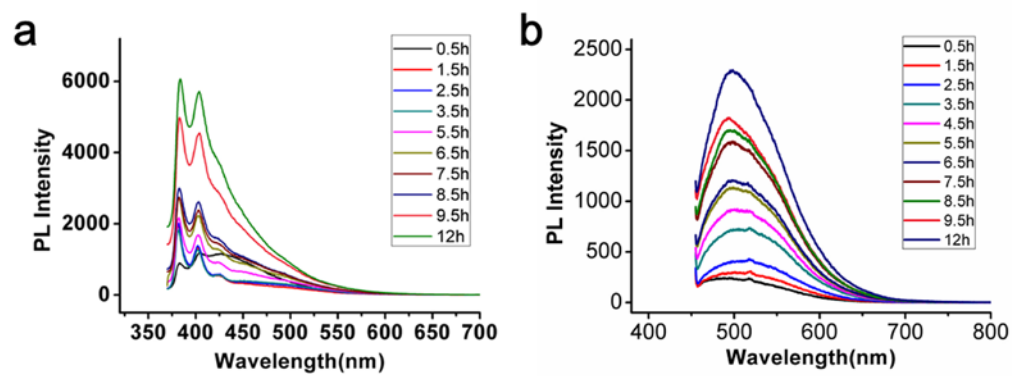 a
PL Intensity
6000
4000
2000
0
350 400 450 500 550 600 650 700
Wavelength(nm)
0.5h
1.5h
2.5h
3.5h
5.5h
6.5h
7.5h
8.5h
9.5h
12h
b
PL Intensity
2500
2000
1500
1000
500
0
400 500 600 700 800
Wavelength(nm)
0.5h
1.5h
2.5h
3.5h
4.5h
5.5h
6.5h
7.5h
8.5h
9.5h
12h